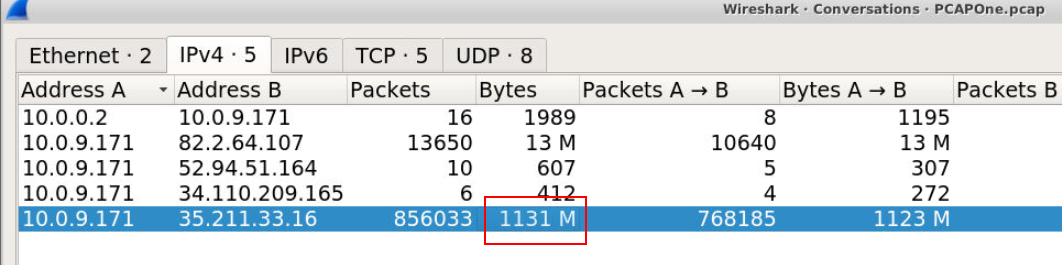 Wireshark · Conversations · PCAPOne.pcap
Ethernet · 2 IPv4 · 5 IPv6 TCP · 5 UDP · 8
Address A Address B Packets Bytes Packets A → B Bytes A → B Packets B
10.0.0.2 10.0.9.171 16 1989 8 1195
10.0.9.171 82.2.64.107 13650 13 M 10640 13 M
10.0.9.171 52.94.51.164 10 607 5 307
10.0.9.171 34.110.209.165 6 412 4 272
10.0.9.171 35.211.33.16 856033 1131 M 768185 1123 M